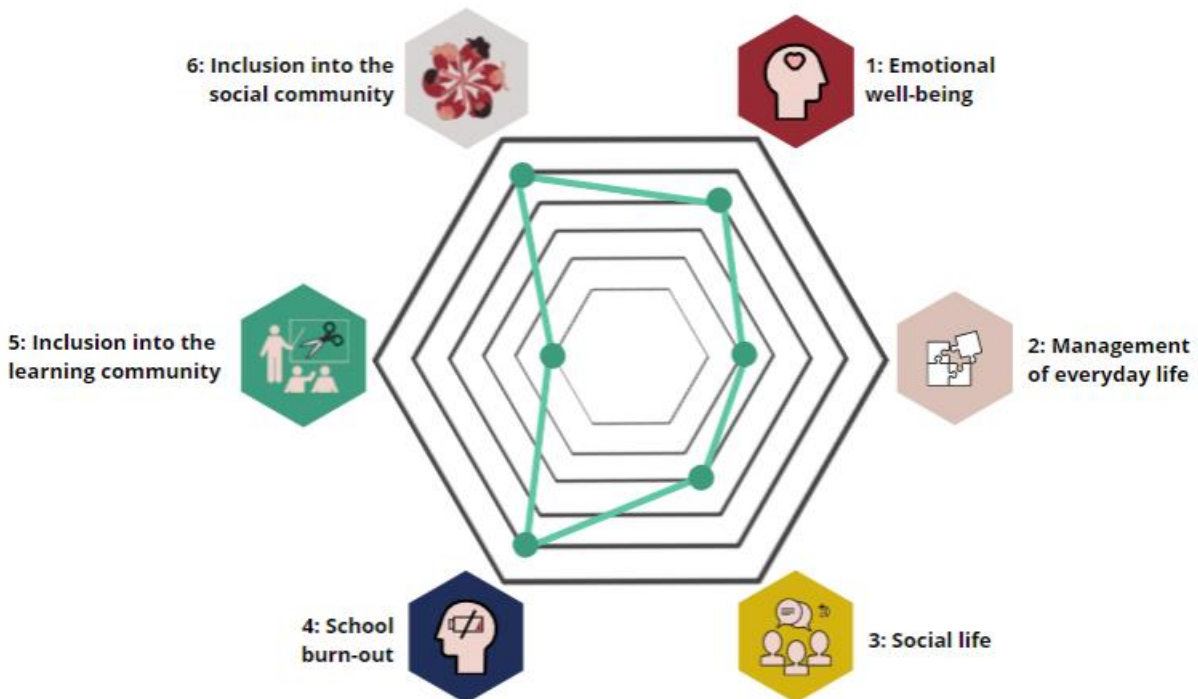 6: Inclusion into the
social community
1: Emotional
well-being
5: Inclusion into the
learning community
2: Management
of everyday life
4: School
burn-out
3: Social life